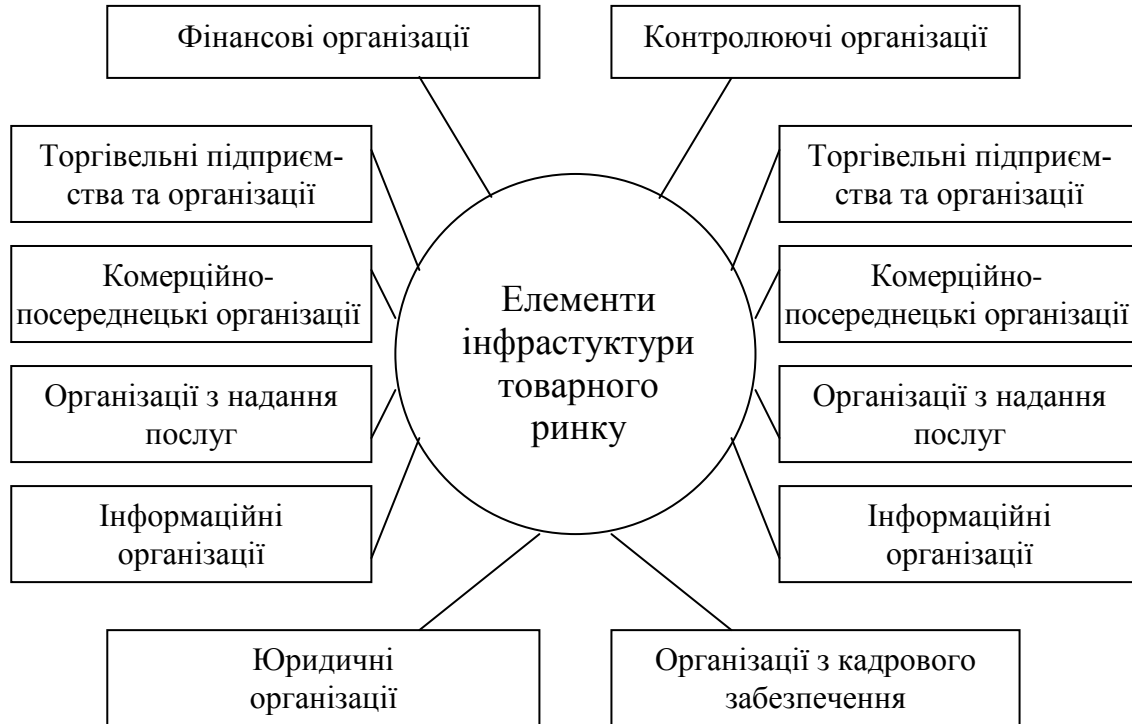 Фінансові організації
Контролюючі організації
Торгівельні підприєм-
ства та організації
Торгівельні підприєм-
ства та організації
Комерційно-
посереднецькі організації
Комерційно-
посереднецькі організації
Елементи
інфрастуктури
товарного
ринку
Організації з надання
послуг
Організації з надання
послуг
Інформаційні
організації
Інформаційні
організації
Юридичні
організації
Організації з кадрового
забезпечення